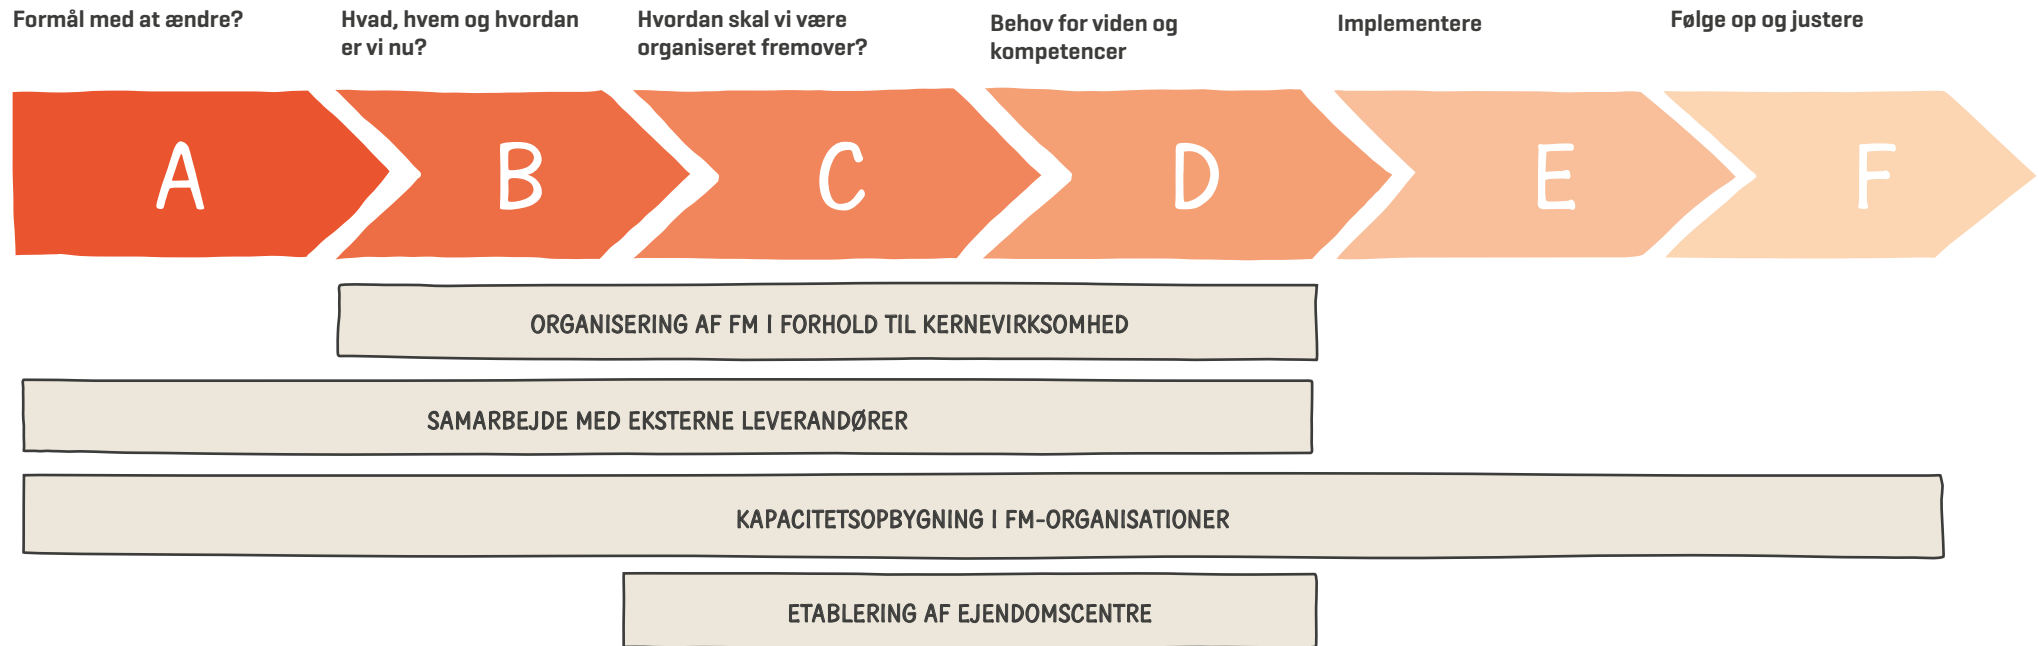 Formål med at ændre?
Hvad, hvem og hvordan
er vi nu?
Hvordan skal vi være
organiseret fremover?
Behov for viden og
kompetencer
Implementere
Følge op og justere
A
B
C
D
E
F
ORGANISERING AF FM I FORHOLD TIL KERNEVIRKSOMHED
SAMARBEJDE MED EKSTERNE LEVERANDØRER
KAPACITETSOPBYGNING I FM-ORGANISATIONER
ETABLERING AF EJENDOMSCENTRE